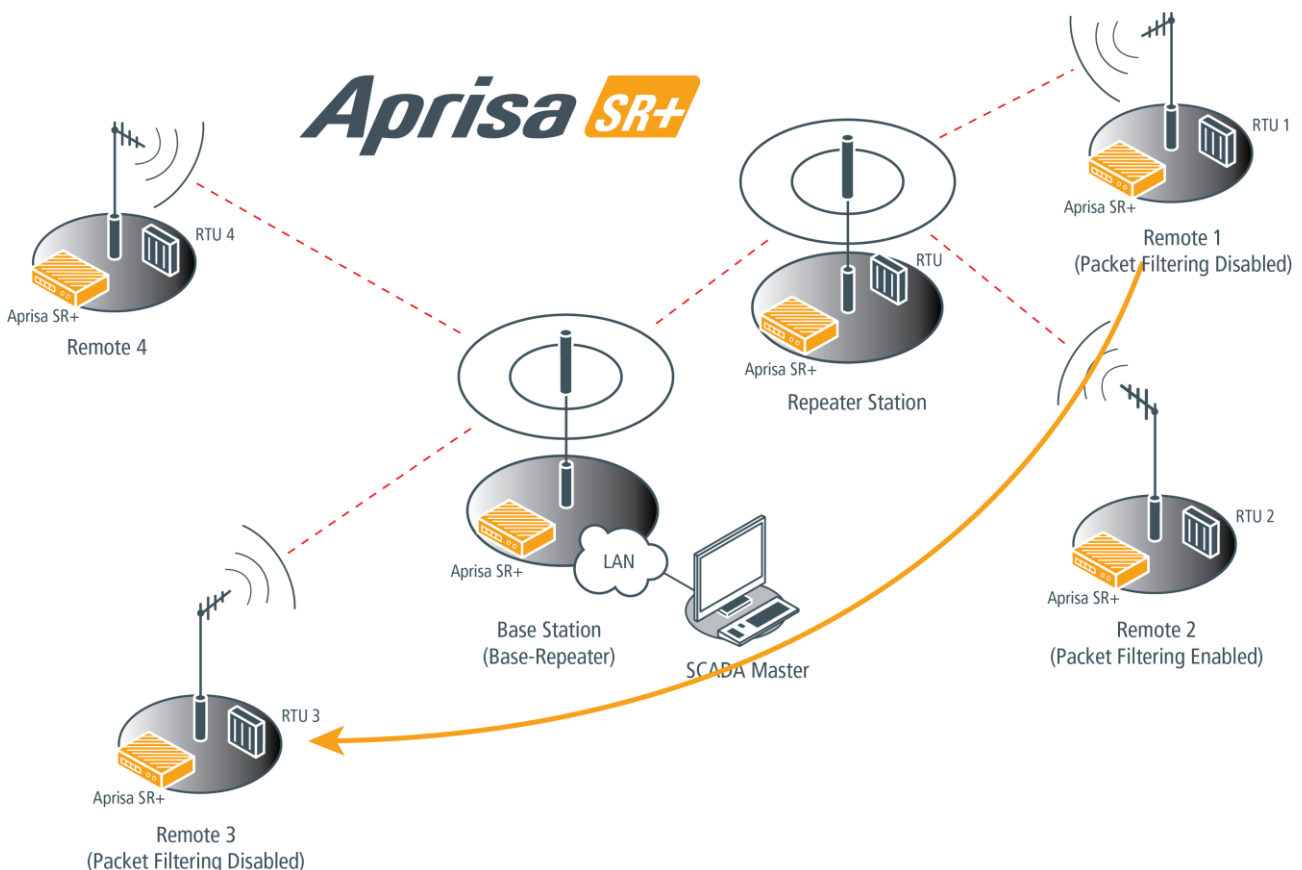 Aprisa SR+
RTU 1
Aprisa SR+
Remote 1
(Packet Filtering Disabled)
RTU 4
Aprisa SR+
Remote 4
RTU
Aprisa SR+
Repeater Station
RTU 2
Aprisa SR+
Remote 2
(Packet Filtering Enabled)
LAN
Aprisa SR+
Base Station
(Base-Repeater)
SCADA Master
RTU 3
Aprisa SR+
Remote 3
(Packet Filtering Disabled)